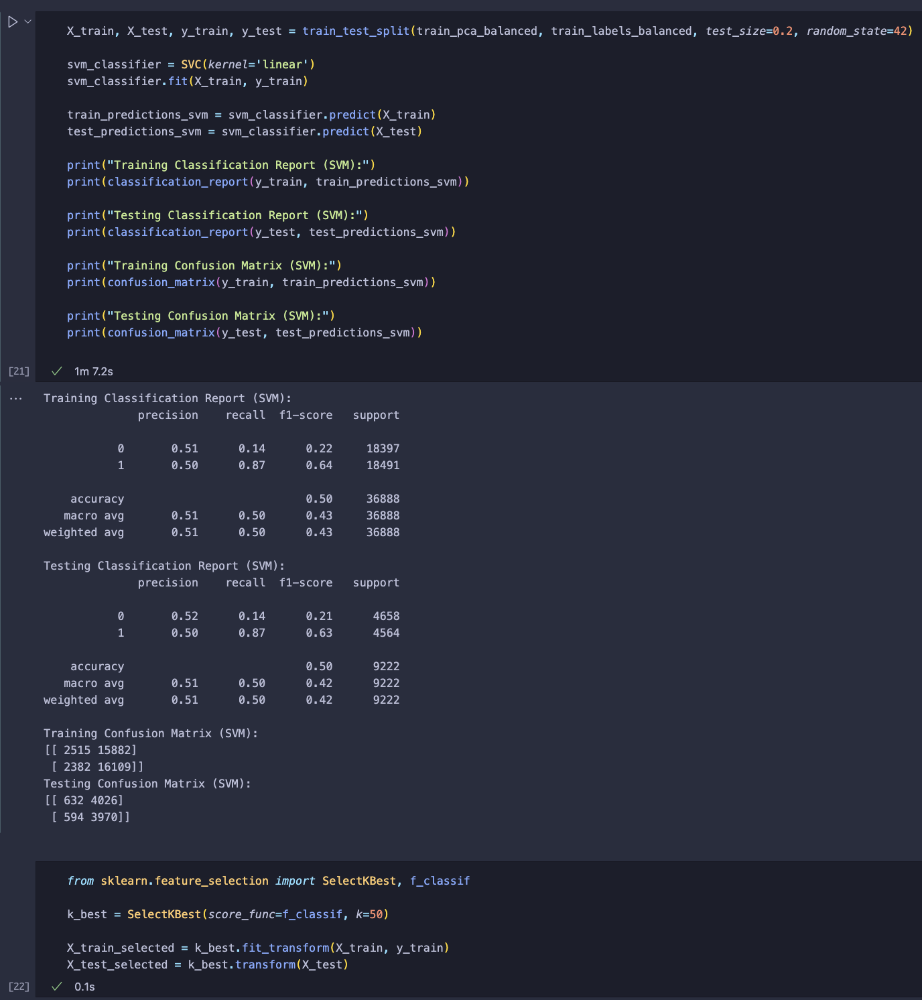 X_train, X_test, y_train, y_test = train_test_split(train_pca_balanced, train_labels_balanced, test_size=0.2, random_state=42)
svm_classifier = SVC(kernel='linear')
svm_classifier.fit(X_train, y_train)
train_predictions_svm = svm_classifier.predict(X_train)
test_predictions_svm = svm_classifier.predict(X_test)
print("Training Classification Report (SVM):")
print(classification_report(y_train, train_predictions_svm))
print("Testing Classification Report (SVM):")
print(classification_report(y_test, test_predictions_svm))
print("Training Confusion Matrix (SVM):")
print(confusion_matrix(y_train, train_predictions_svm))
print("Testing Confusion Matrix (SVM):")
print(confusion_matrix(y_test, test_predictions_svm))
[21] ✓ 1m 7.2s
... Training Classification Report (SVM):
precision recall f1-score support
0 0.51 0.14 0.22 18397
1 0.50 0.87 0.64 18491
accuracy 0.50 36888
macro avg 0.51 0.50 0.43 36888
weighted avg 0.51 0.50 0.43 36888
Testing Classification Report (SVM):
precision recall f1-score support
0 0.52 0.14 0.21 4658
1 0.50 0.87 0.63 4564
accuracy 0.50 9222
macro avg 0.51 0.50 0.42 9222
weighted avg 0.51 0.50 0.42 9222
Training Confusion Matrix (SVM):
[[ 2515 15882]
[ 2382 16109]]
Testing Confusion Matrix (SVM):
[[ 632 4026]
[ 594 3970]]
from sklearn.feature_selection import SelectKBest, f_classif
k_best = SelectKBest(score_func=f_classif, k=50)
X_train_selected = k_best.fit_transform(X_train, y_train)
X_test_selected = k_best.transform(X_test)
[22] ✓ 0.1s